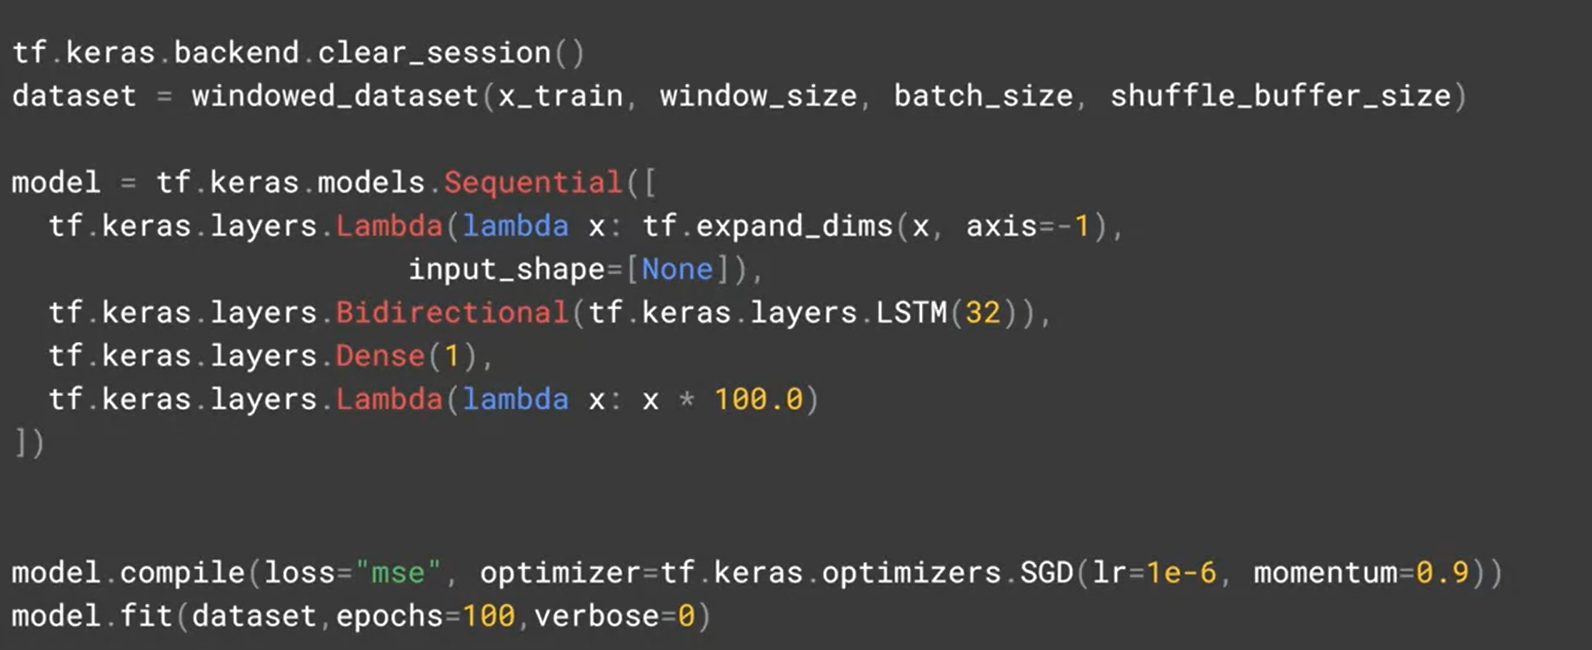 tf.keras.backend.clear_session()
dataset = windowed_dataset(x_train, window_size, batch_size, shuffle_buffer_size)
model = tf.keras.models.Sequential([
  tf.keras.layers.Lambda(lambda x: tf.expand_dims(x, axis=-1),
                      input_shape=[None]),
  tf.keras.layers.Bidirectional(tf.keras.layers.LSTM(32)),
  tf.keras.layers.Dense(1),
  tf.keras.layers.Lambda(lambda x: x * 100.0)
])
model.compile(loss="mse", optimizer=tf.keras.optimizers.SGD(lr=1e-6, momentum=0.9))
model.fit(dataset,epochs=100,verbose=0)